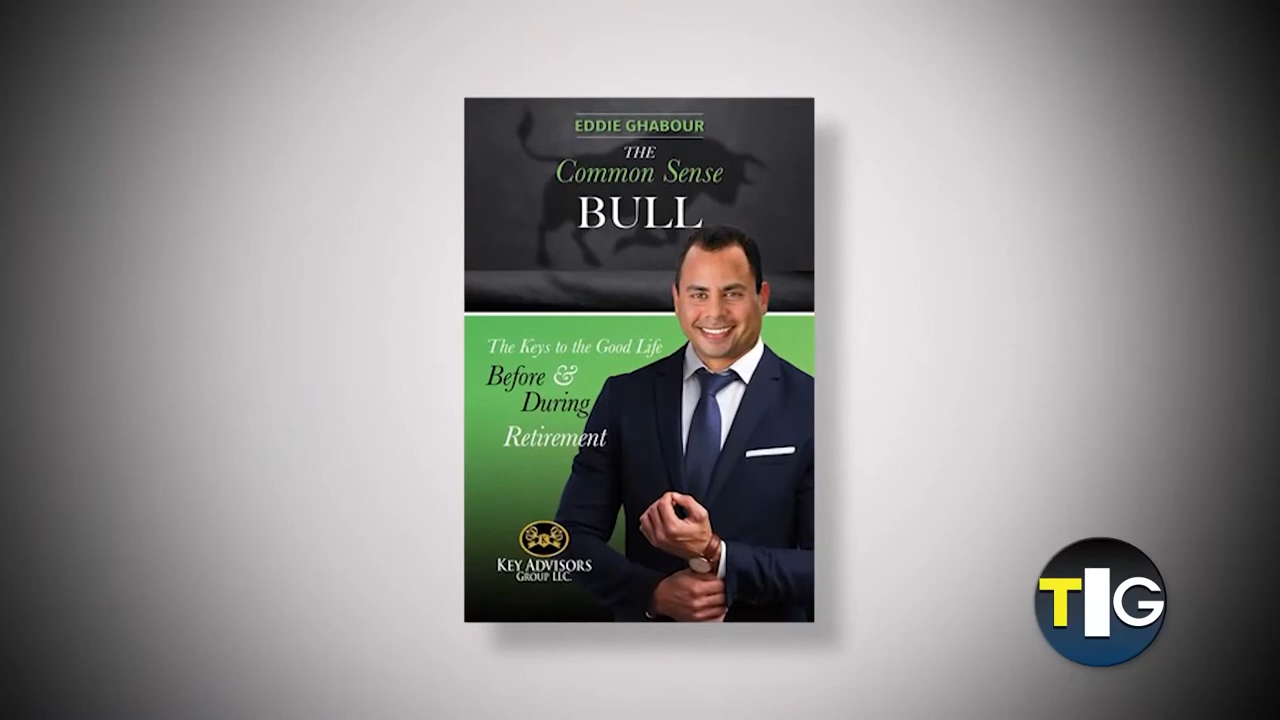 EDDIE GHABOUR
THE
Common Sense
BULL
The Keys to the Good Life
Before &
During
Retirement
KEY ADVISORS
GROUP LLC.
TIG